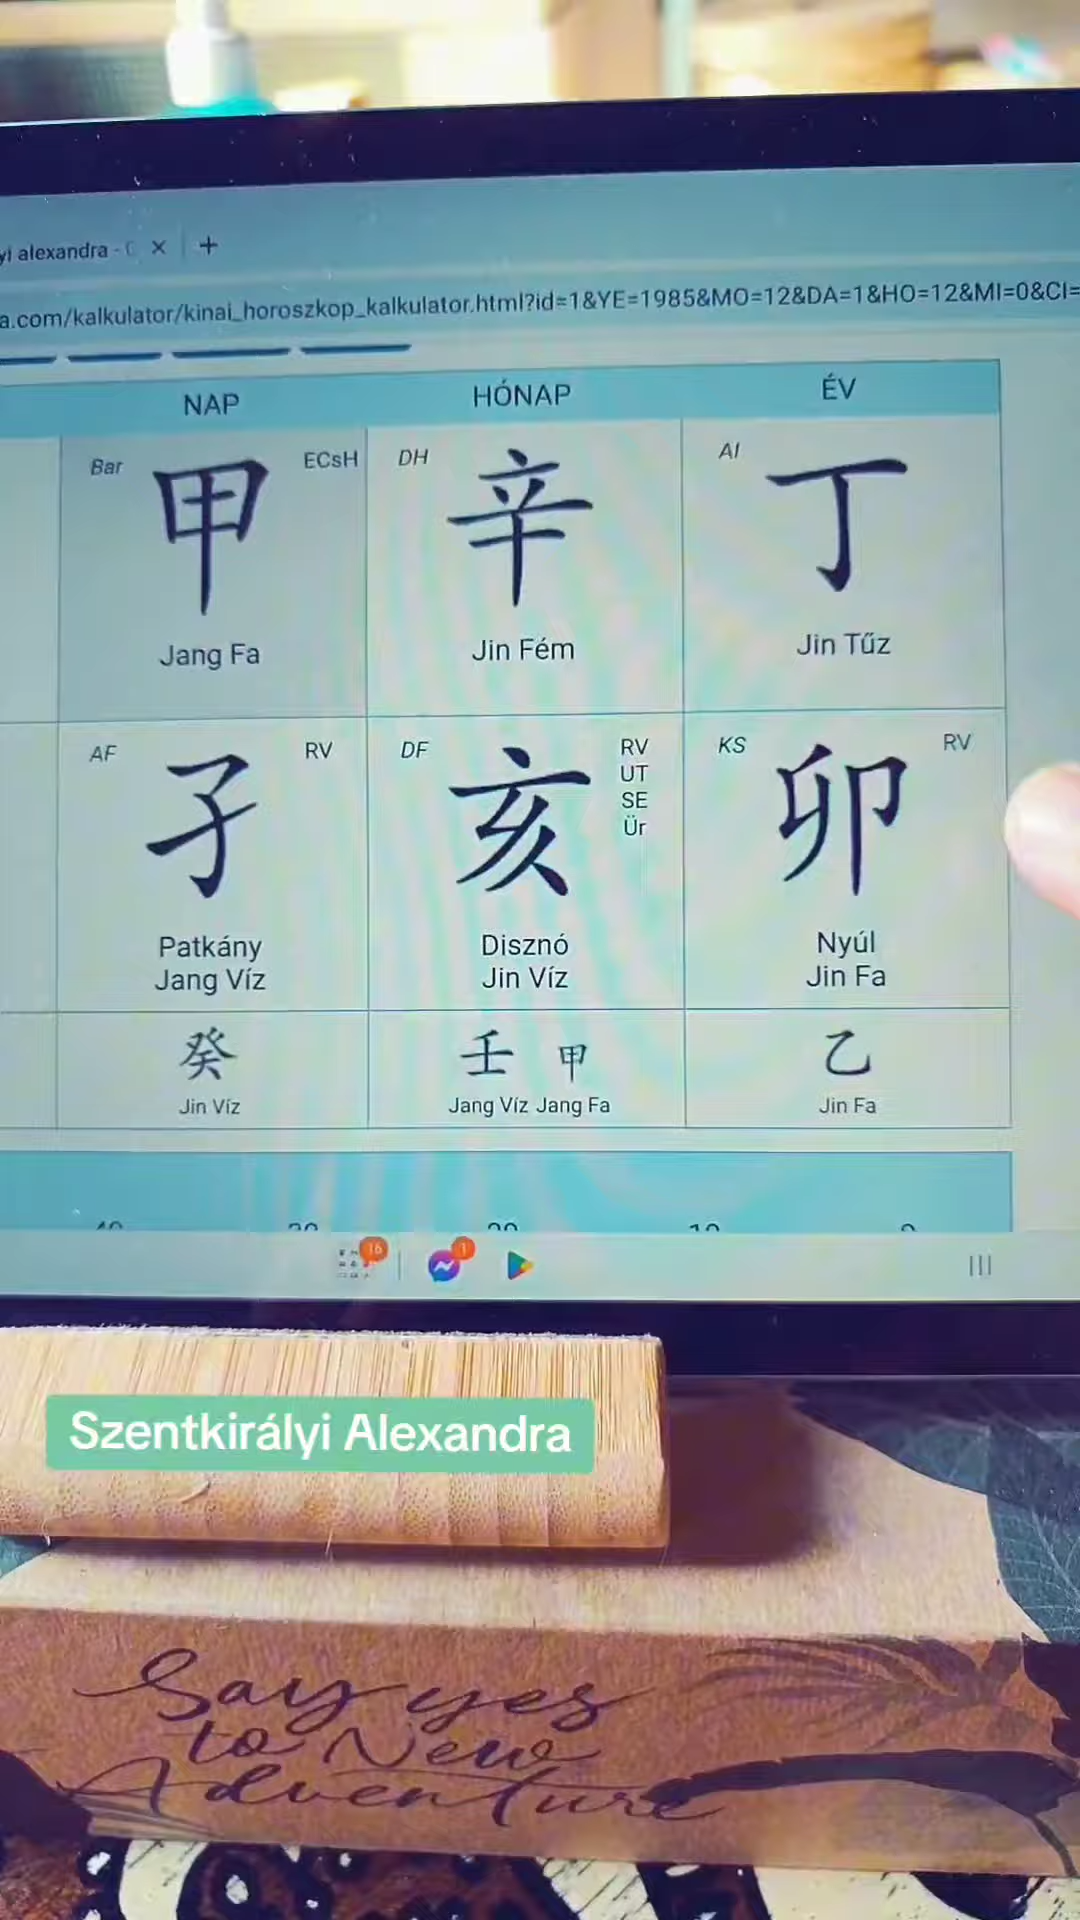 yi alexandra -
a.com/kalkulator/kinai_horoszkop_kalkulator.html?id=1&YE=1985&MO=12&DA=1&HO=12&MI=0&CI=
NAP HÓNAP ÉV
Bar 甲 ECsH DH 辛 AI 丁
Jang Fa Jin Fém Jin Tűz
AF 子 RV DF 亥 RV UT SE Űr KS 卯 RV
Patkány Disznó Nyúl
Jang Víz Jin Víz Jin Fa
癸 壬 甲 乙
Jin Víz Jang Víz Jang Fa Jin Fa
16 1
Szentkirályi Alexandra
Say yes
to New
Adventure